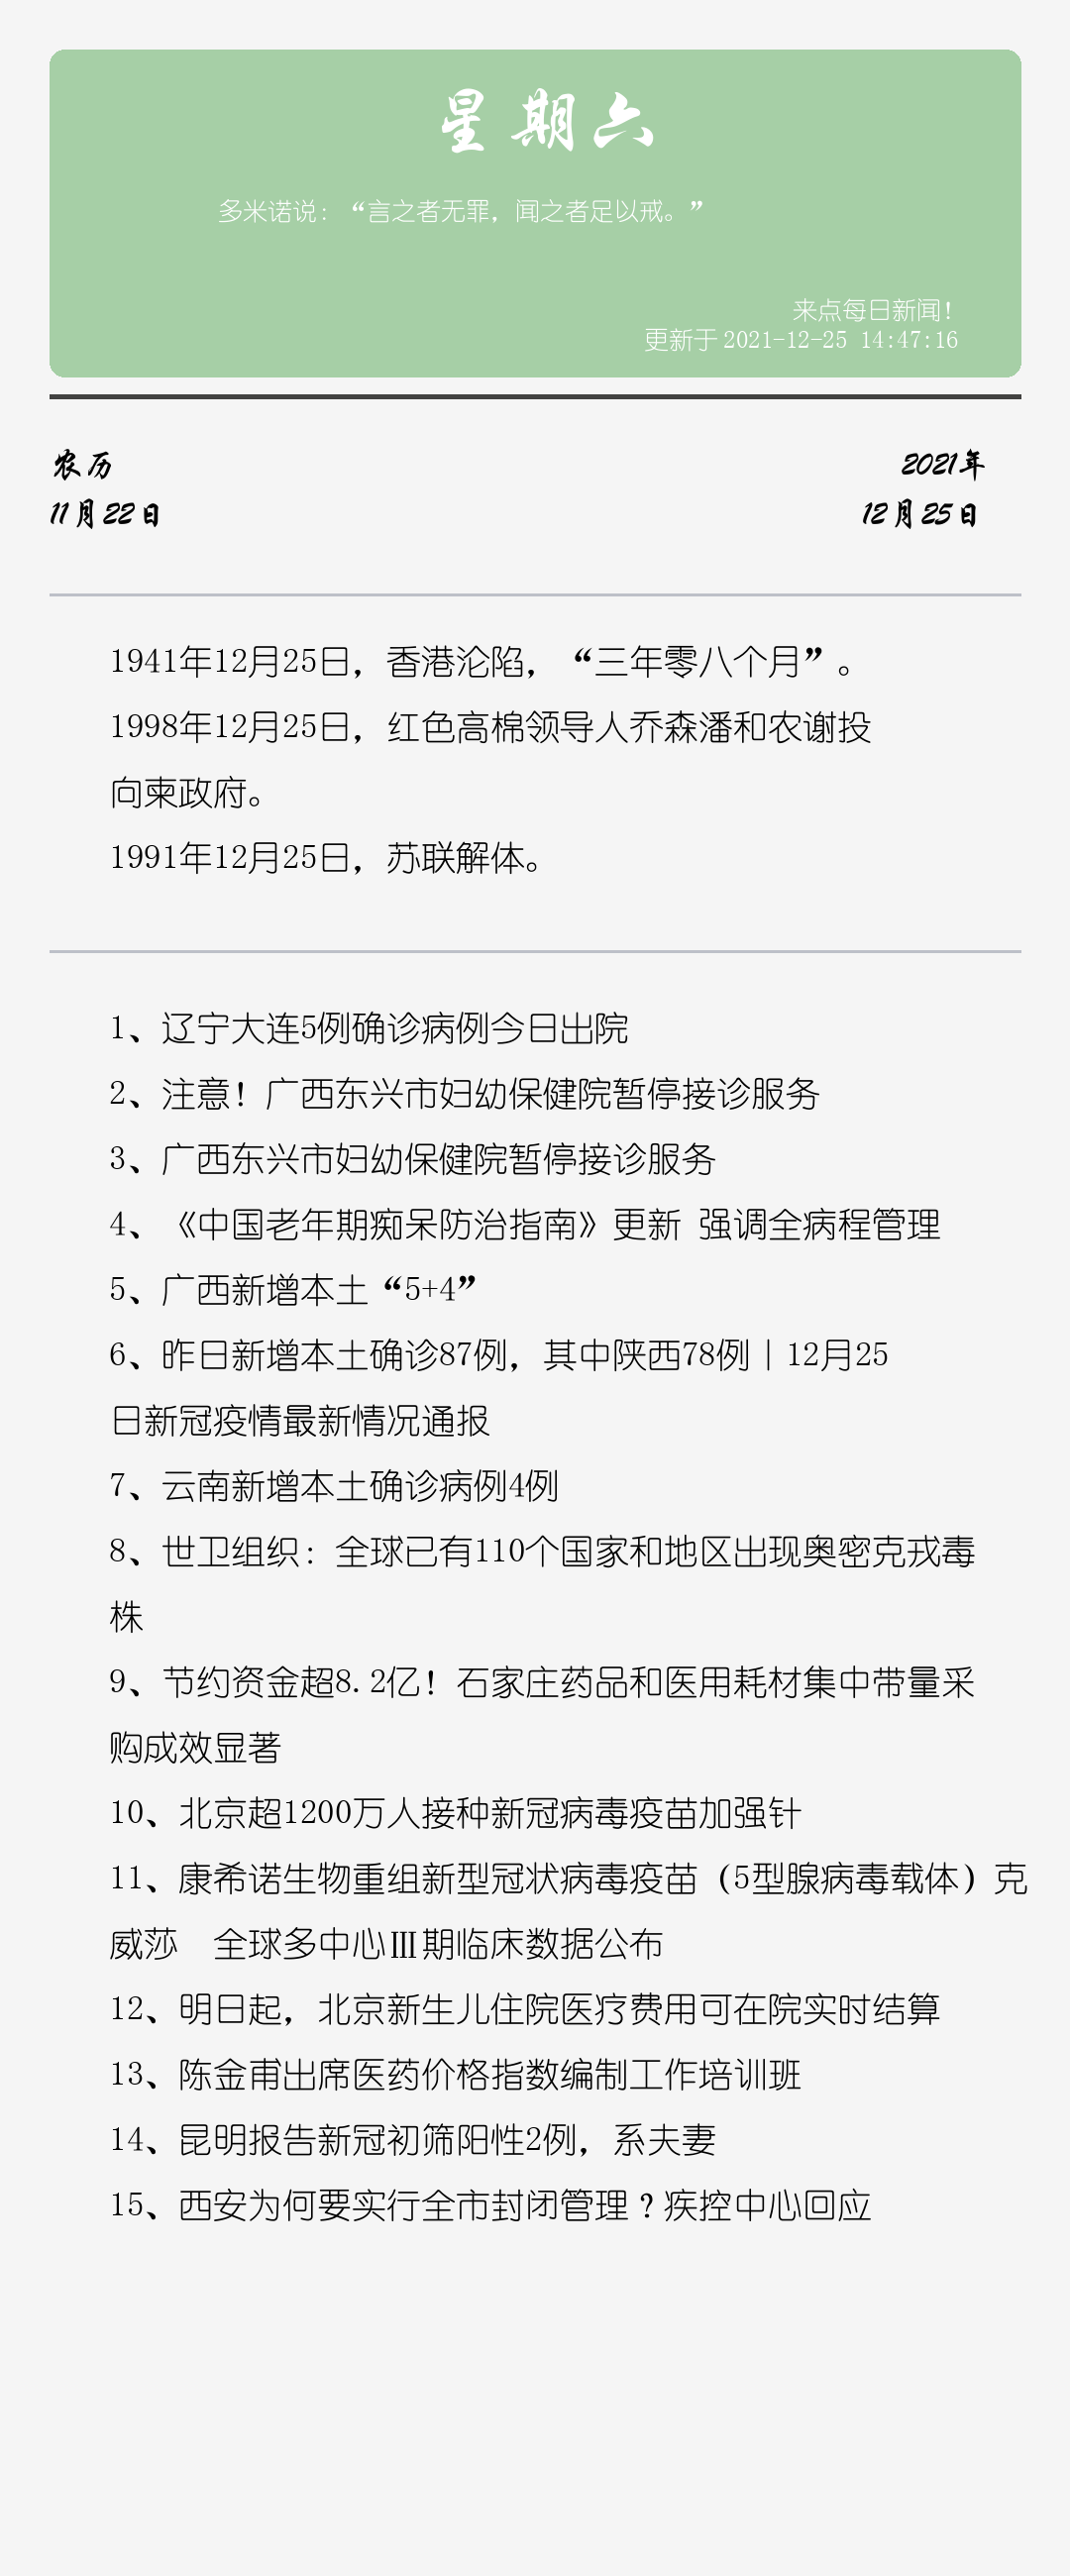 星期六
多米诺说：“言之者无罪，闻之者足以戒。”
来点每日新闻！
更新于 2021-12-25 14:47:16
农历
2021年
11月22日
12月25日
1941年12月25日，香港沦陷，“三年零八个月”。
1998年12月25日，红色高棉领导人乔森潘和农谢投
向柬政府。
1991年12月25日，苏联解体。
1、辽宁大连5例确诊病例今日出院
2、注意！广西东兴市妇幼保健院暂停接诊服务
3、广西东兴市妇幼保健院暂停接诊服务
4、《中国老年期痴呆防治指南》更新 强调全病程管理
5、广西新增本土“5+4”
6、昨日新增本土确诊87例，其中陕西78例｜12月25
日新冠疫情最新情况通报
7、云南新增本土确诊病例4例
8、世卫组织：全球已有110个国家和地区出现奥密克戎毒
株
9、节约资金超8.2亿！石家庄药品和医用耗材集中带量采
购成效显著
10、北京超1200万人接种新冠病毒疫苗加强针
11、康希诺生物重组新型冠状病毒疫苗（5型腺病毒载体）克
威莎　全球多中心Ⅲ期临床数据公布
12、明日起，北京新生儿住院医疗费用可在院实时结算
13、陈金甫出席医药价格指数编制工作培训班
14、昆明报告新冠初筛阳性2例，系夫妻
15、西安为何要实行全市封闭管理？疾控中心回应